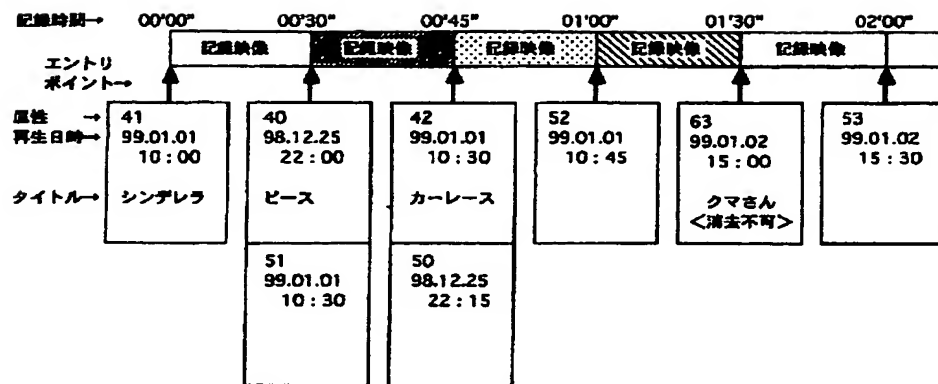 記録時間→ 00'00" 00'30" 00'45" 01'00" 01'30" 02'00"
記録映像 記録映像 記録映像 記録映像 記録映像
エントリ
ポイント→
属性 → 41 40 42 52 63 53
再生日時→ 99.01.01 98.12.25 99.01.01 99.01.01 99.01.02 99.01.02
10:00 22:00 10:30 10:45 15:00 15:30
タイトル→ シンデレラ ピース カーレース クマさん
<消去不可>
51 50
99.01.01 98.12.25
10:30 22:15